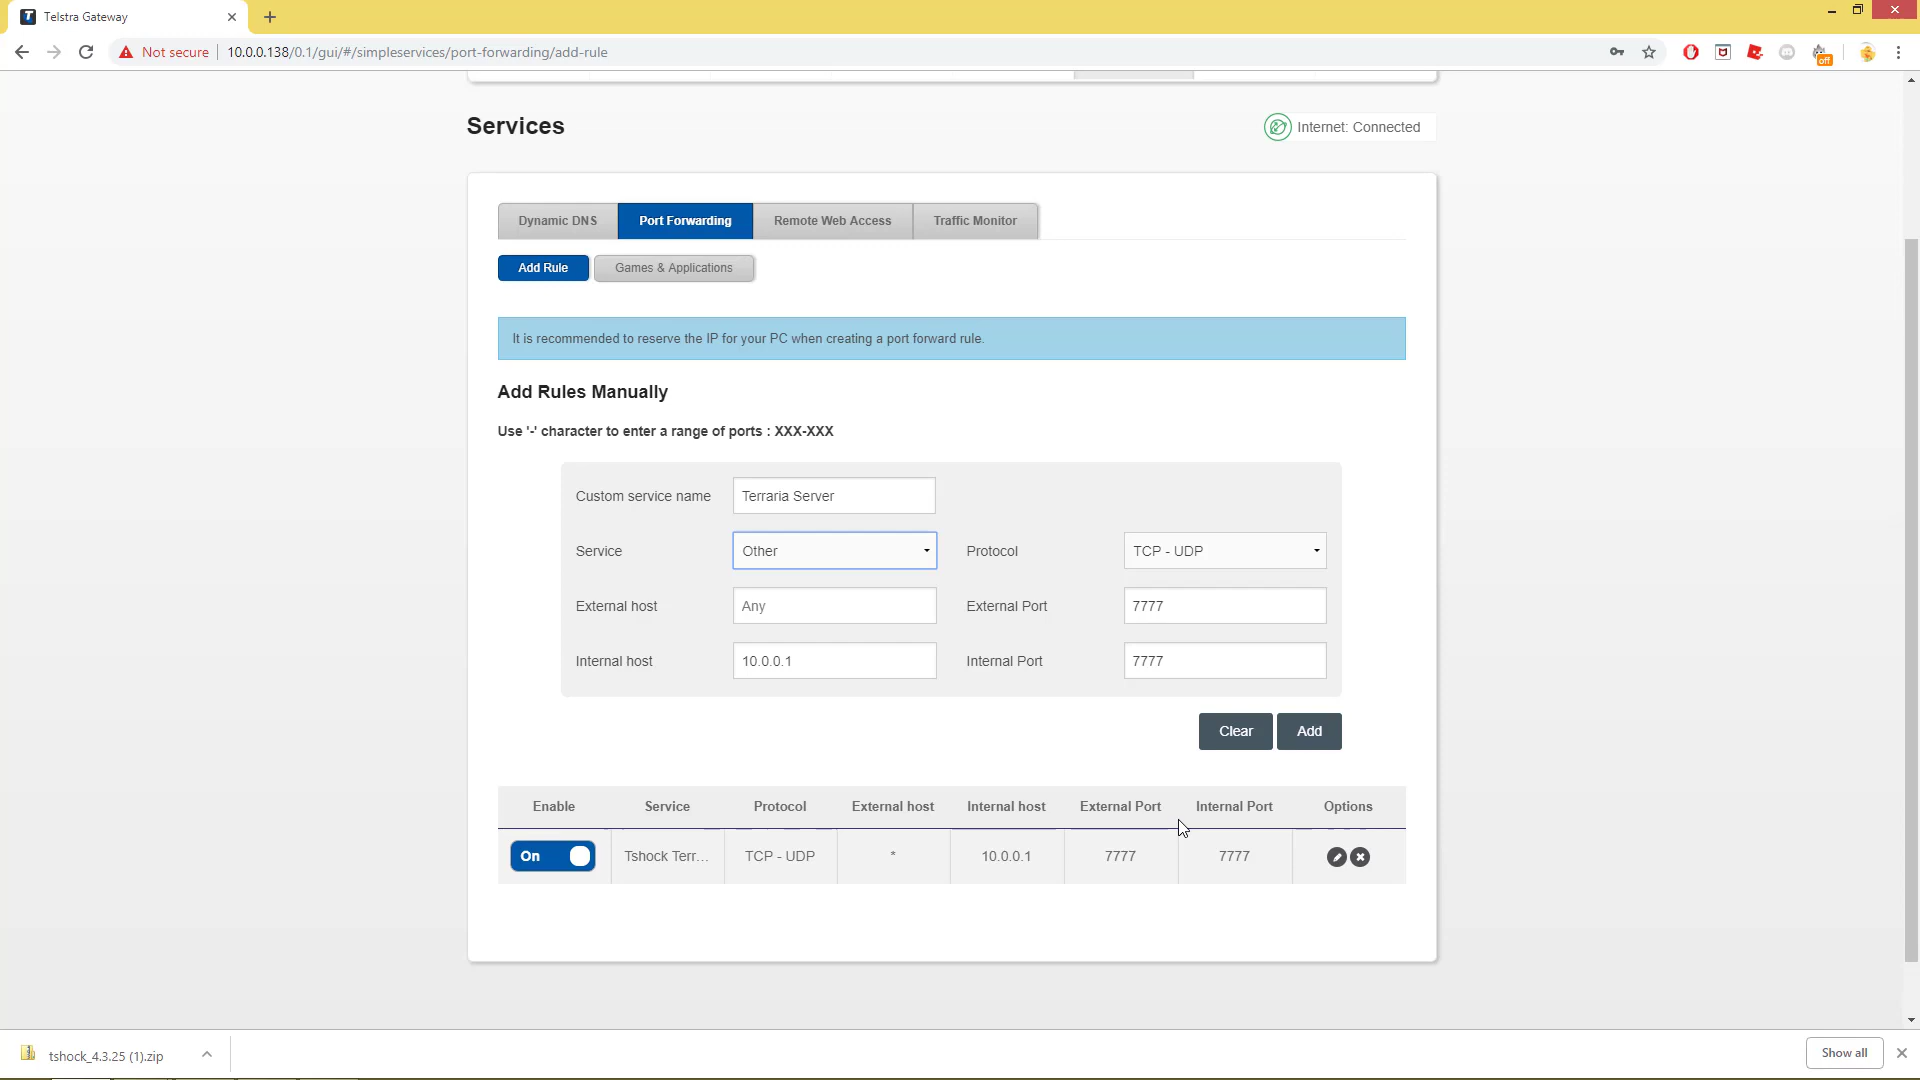 Telstra Gateway
Not secure
10.0.0.138/0.1/gui/#/simpleservices/port-forwarding/add-rule
off
Services
Internet: Connected
Dynamic DNS
Port Forwarding
Remote Web Access
Traffic Monitor
Add Rule
Games & Applications
It is recommended to reserve the IP for your PC when creating a port forward rule.
Add Rules Manually
Use '-' character to enter a range of ports : XXX-XXX
Custom service name
Terraria Server
Service
Other
Protocol
TCP - UDP
External host
Any
External Port
7777
Internal host
10.0.0.1
Internal Port
7777
Clear
Add
Enable
Service
Protocol
External host
Internal host
External Port
Internal Port
Options
On
Tshock Terr...
TCP - UDP
*
10.0.0.1
7777
7777
tshock_4.3.25 (1).zip
Show all